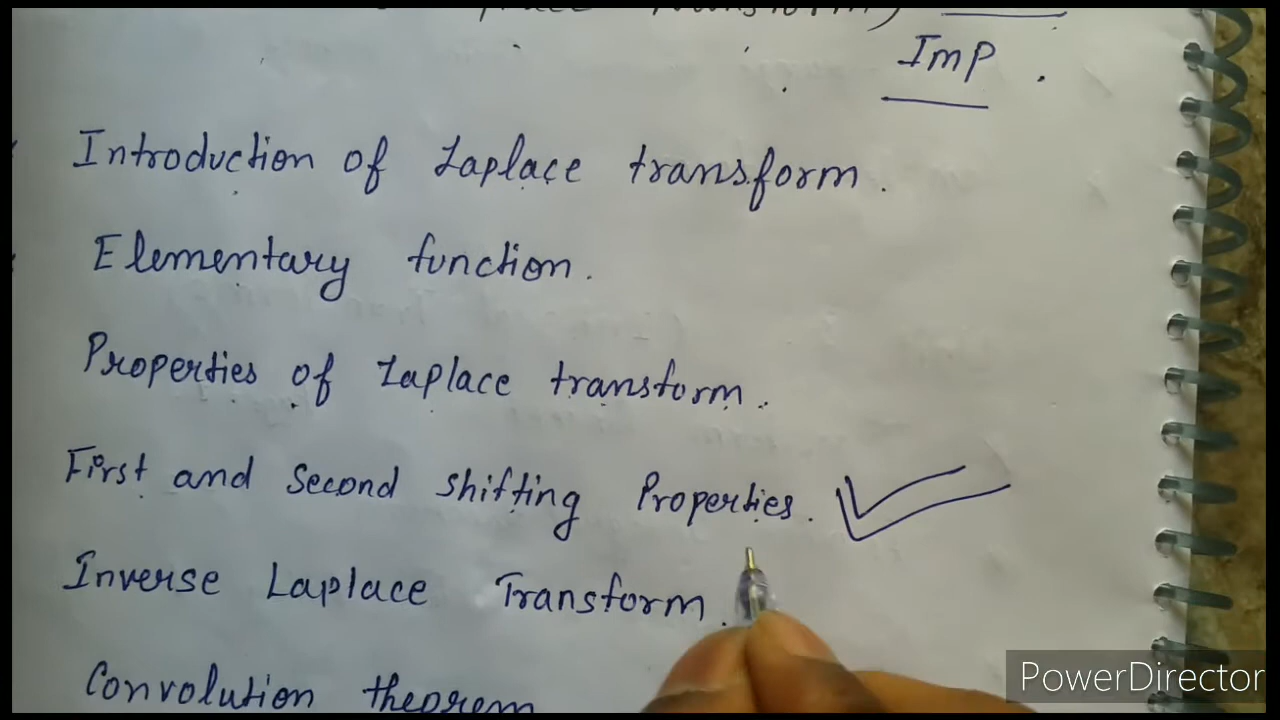 transform)
Imp.
Introduction of Laplace transform.
Elementary function.
Properties of Laplace transform.
First and Second shifting Properties.
Inverse Laplace Transform.
Convolution theorem
PowerDirector